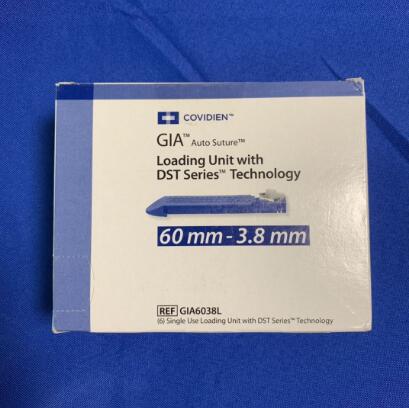 COVIDIEN™
GIA™ Auto Suture™
Loading Unit with
DST Series™ Technology
60 mm - 3.8 mm
REF GIA6038L
(6) Single Use Loading Unit with DST Series™ Technology